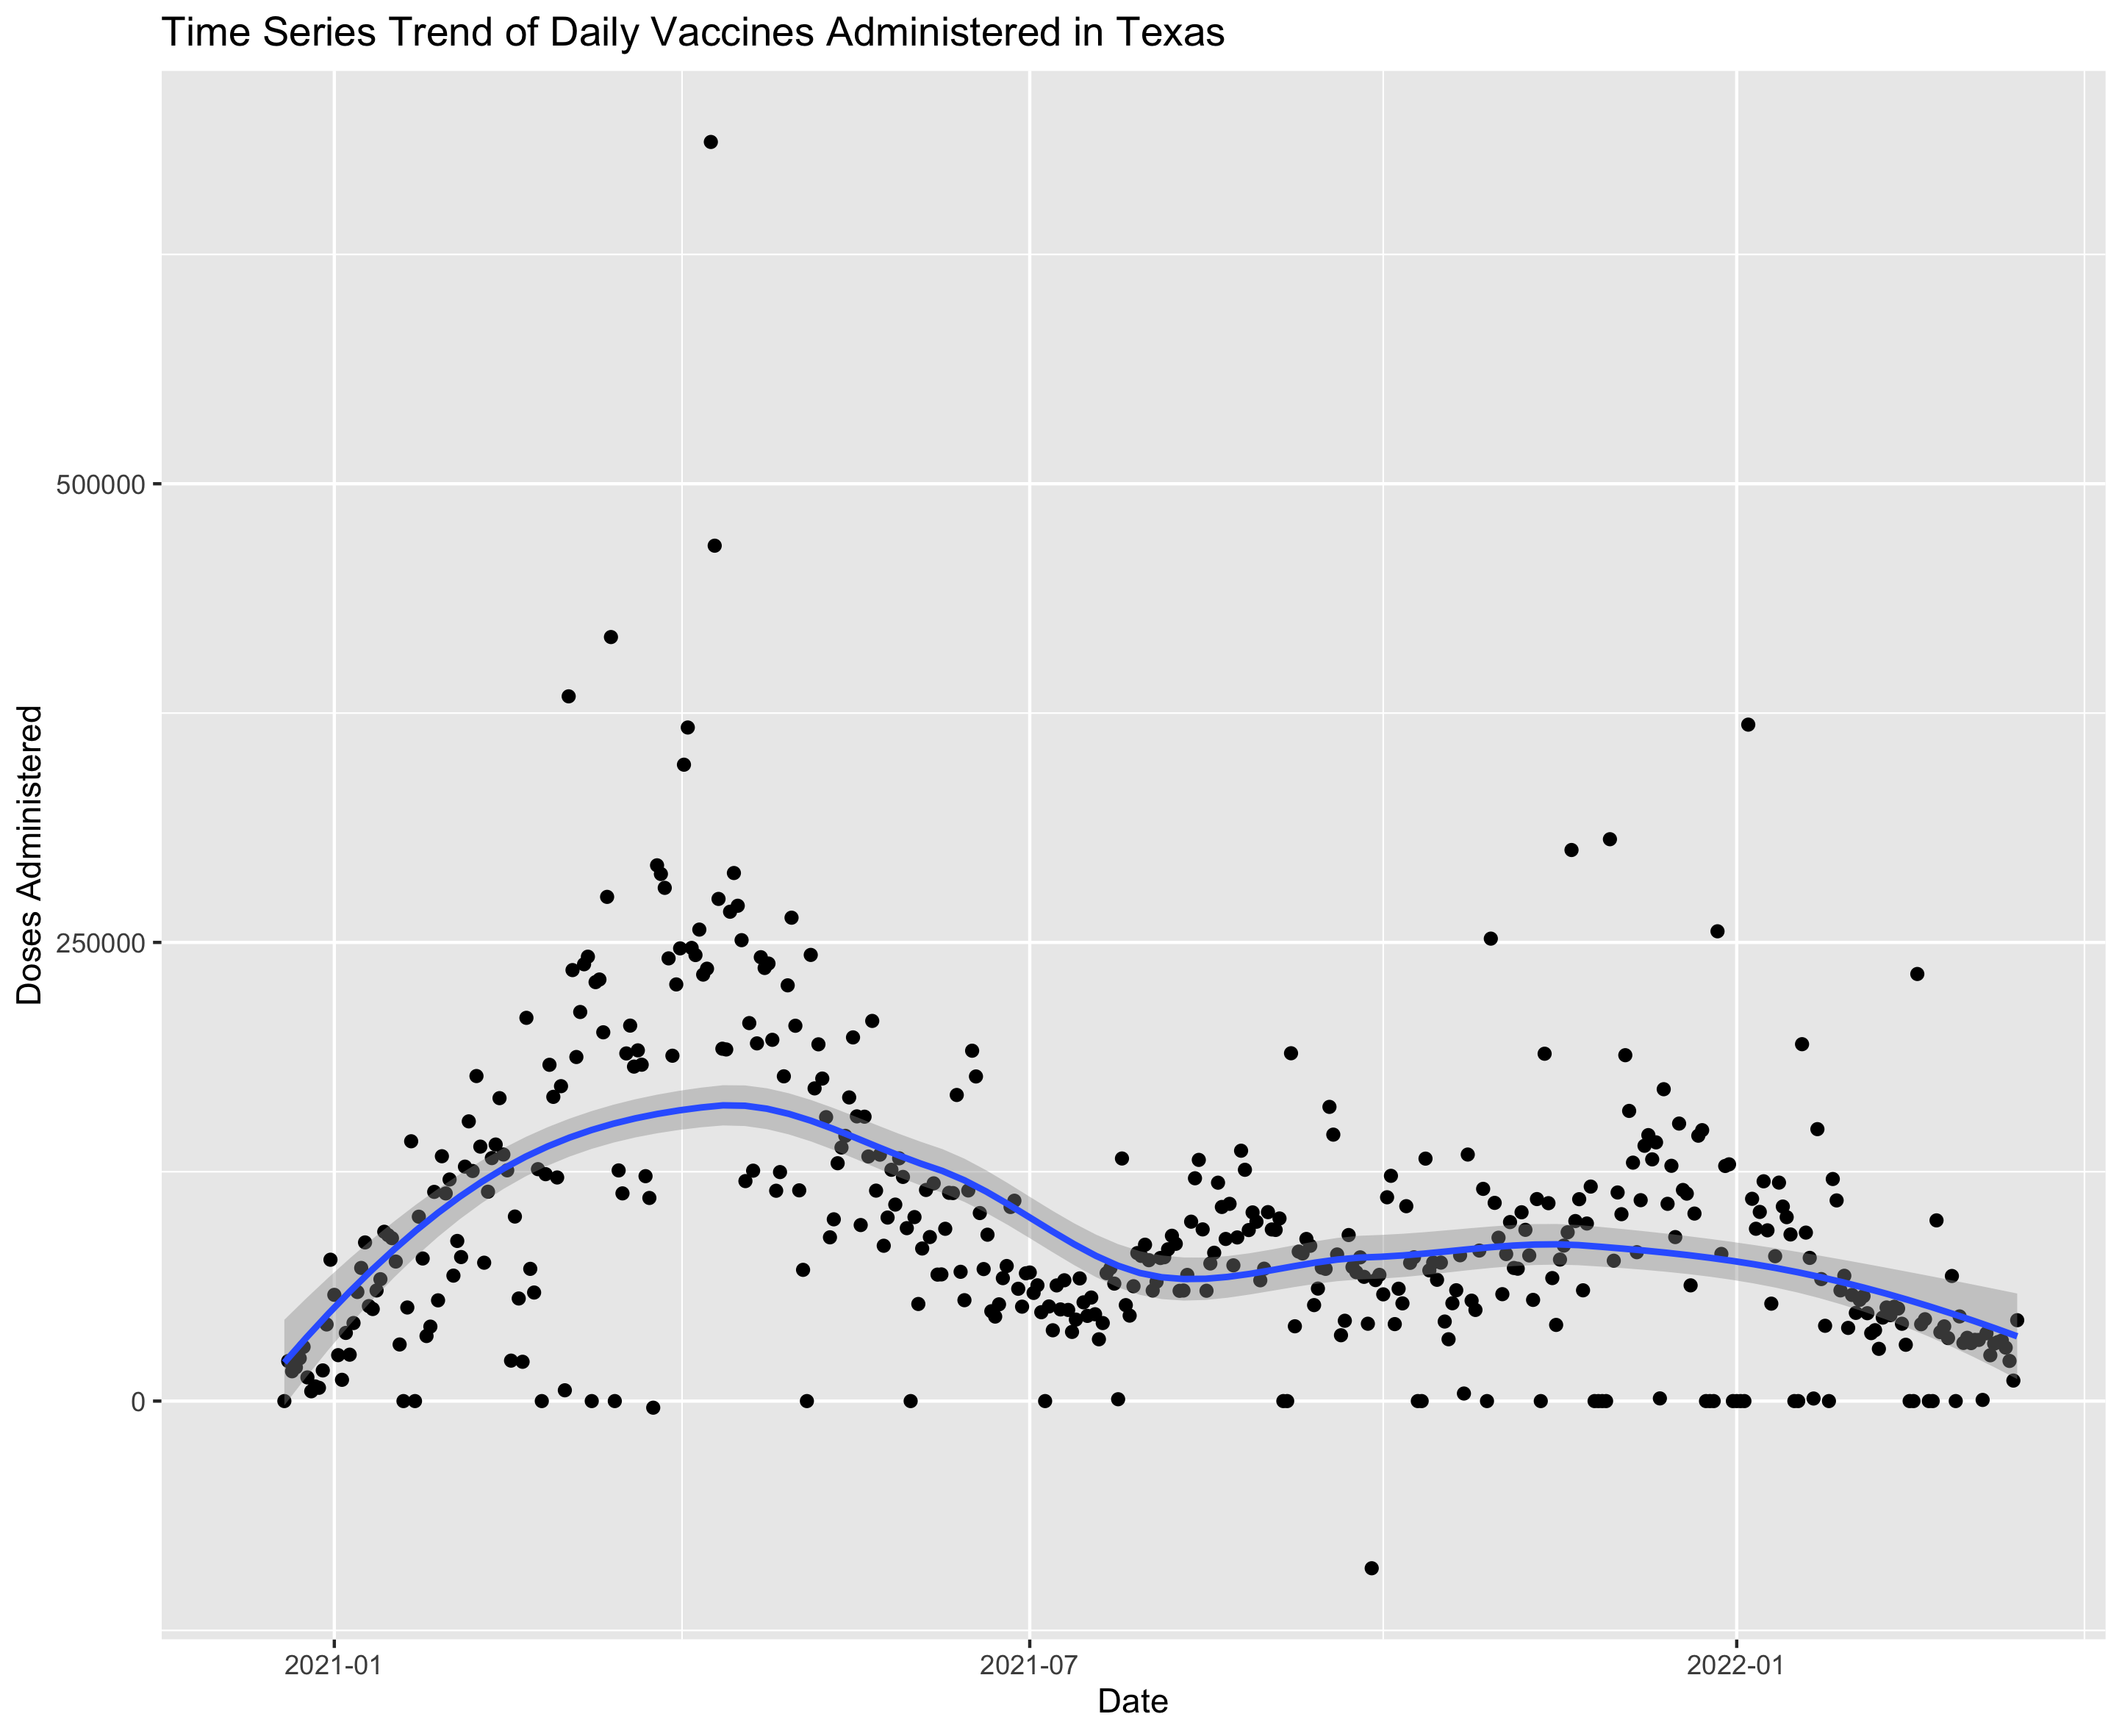 Time Series Trend of Daily Vaccines Administered in Texas
Doses Administered
500000
250000
0
2021-01
2021-07
2022-01
Date